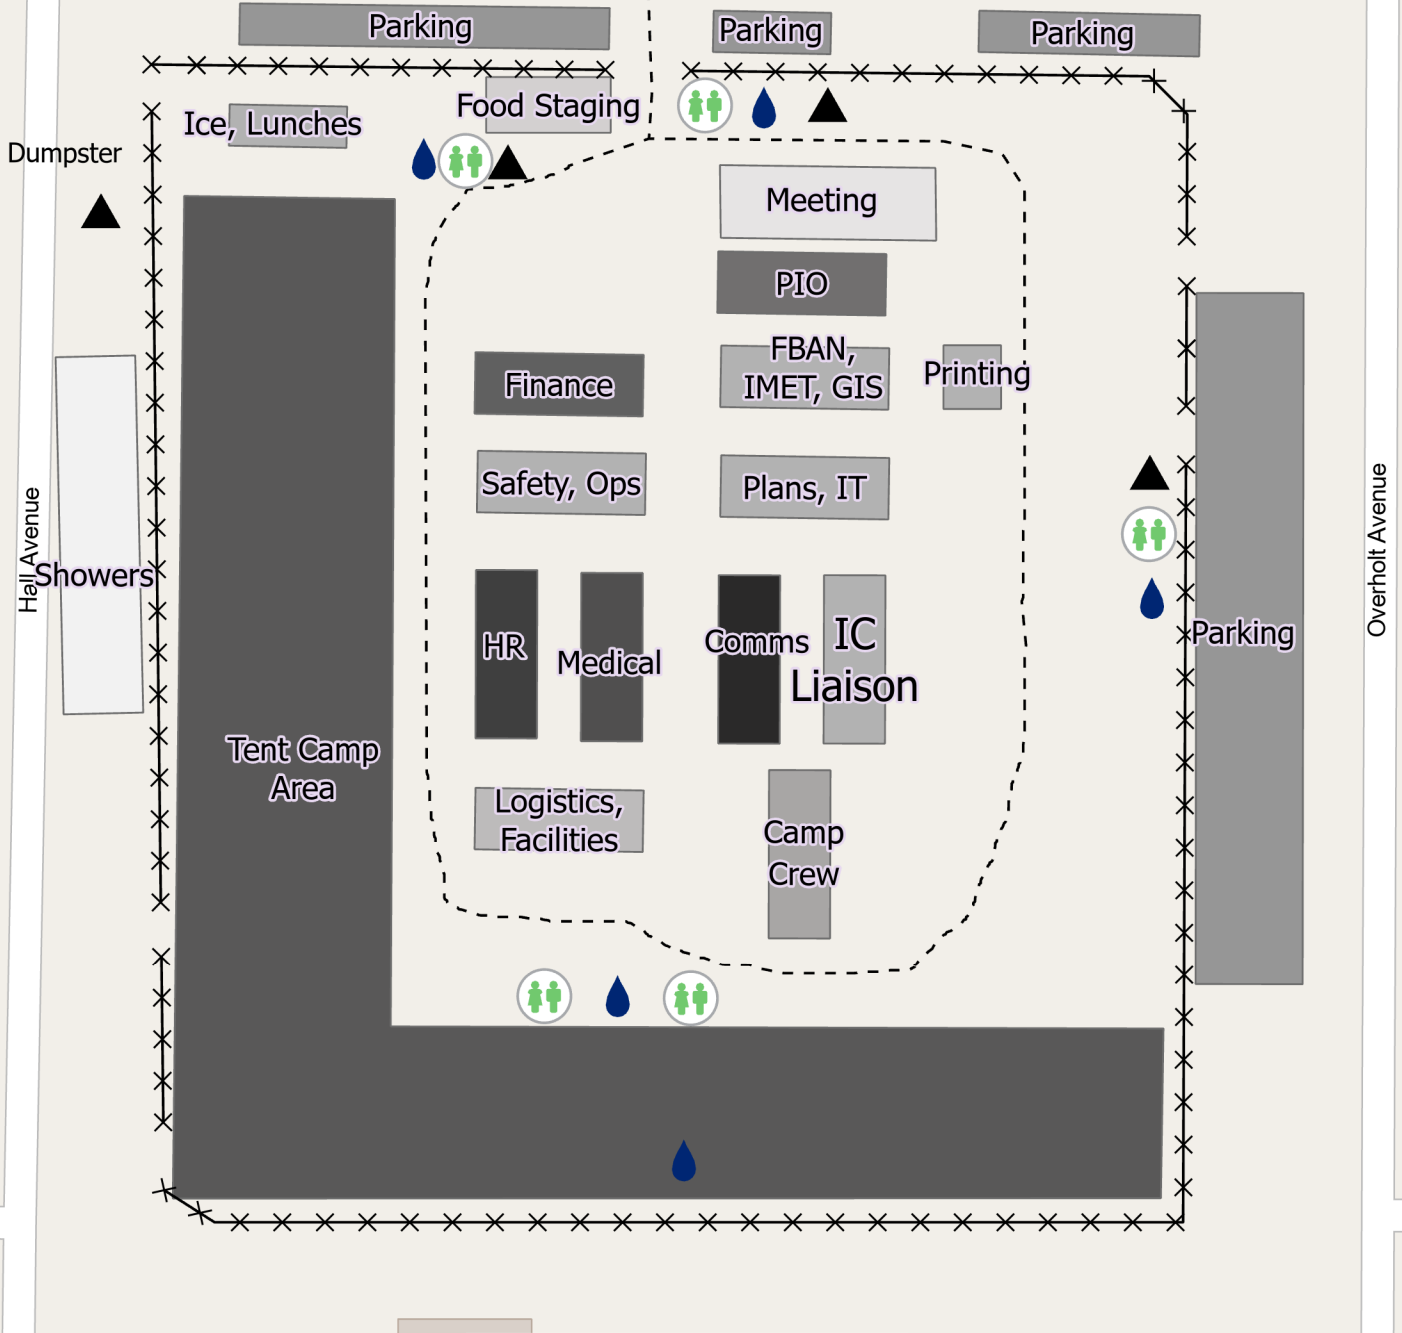 Parking
Parking
Parking
Food Staging
Ice, Lunches
Dumpster
Meeting
PIO
FBAN,
IMET, GIS
Printing
Finance
Safety, Ops
Plans, IT
Hall Avenue
Showers
Overholt Avenue
Parking
HR
Medical
Comms
IC
Liaison
Tent Camp
Area
Logistics,
Facilities
Camp
Crew